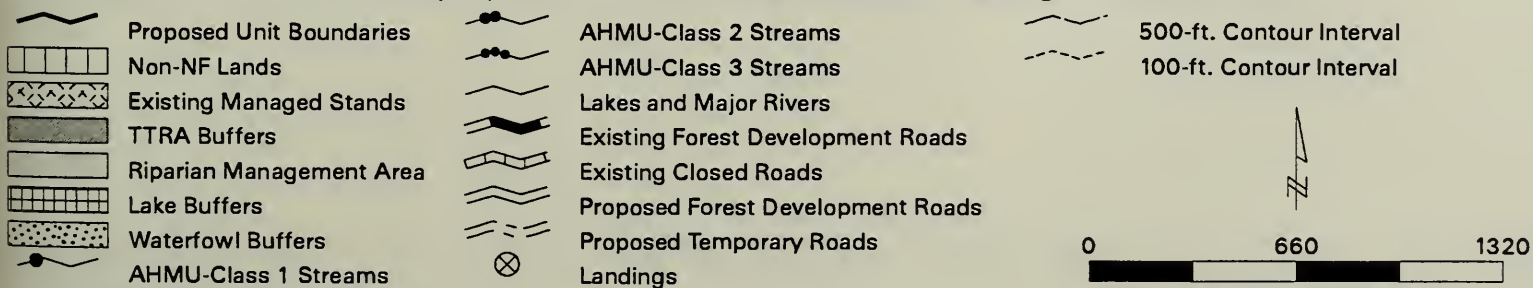 Proposed Unit Boundaries
Non-NF Lands
Existing Managed Stands
TTRA Buffers
Riparian Management Area
Lake Buffers
Waterfowl Buffers
AHMU-Class 1 Streams
AHMU-Class 2 Streams
AHMU-Class 3 Streams
Lakes and Major Rivers
Existing Forest Development Roads
Existing Closed Roads
Proposed Forest Development Roads
Proposed Temporary Roads
Landings
500-ft. Contour Interval
100-ft. Contour Interval
N
0 660 1320